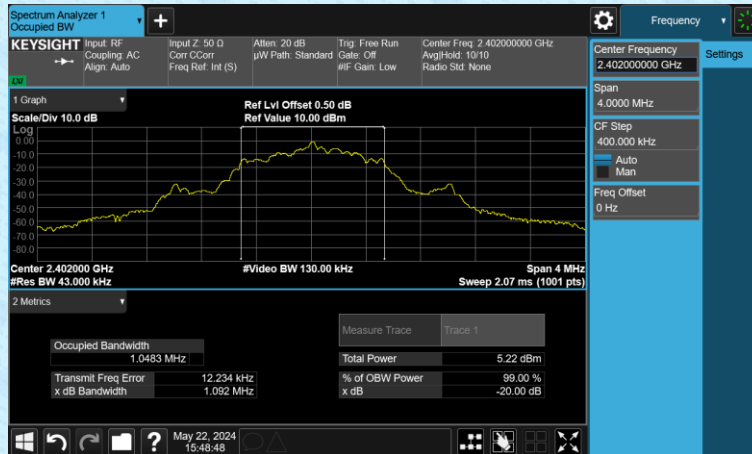 Spectrum Analyzer 1
Occupied BW
Frequency
KEYSIGHT
Input: RF
Coupling: AC
Align: Auto
Input Z: 50 Ω
Corr CCorr
Freq Ref: Int (S)
Atten: 20 dB
µW Path: Standard
Trig: Free Run
Gate: Off
#IF Gain: Low
Center Freq: 2.402000000 GHz
Avg|Hold: 10/10
Radio Std: None
LXI
Center Frequency
2.402000000 GHz
Settings
Span
4.0000 MHz
CF Step
400.000 kHz
Auto
Man
Freq Offset
0 Hz
1 Graph
Scale/Div 10.0 dB
Ref Lvl Offset 0.50 dB
Ref Value 10.00 dBm
Log
0.00
-10.0
-20.0
-30.0
-40.0
-50.0
-60.0
-70.0
-80.0
Center 2.402000 GHz
#Res BW 43.000 kHz
#Video BW 130.00 kHz
Span 4 MHz
Sweep 2.07 ms (1001 pts)
2 Metrics
Measure Trace Trace 1
Occupied Bandwidth
1.0483 MHz
Total Power 5.22 dBm
Transmit Freq Error 12.234 kHz
% of OBW Power 99.00 %
x dB Bandwidth 1.092 MHz
x dB -20.00 dB
?
May 22, 2024
15:48:48